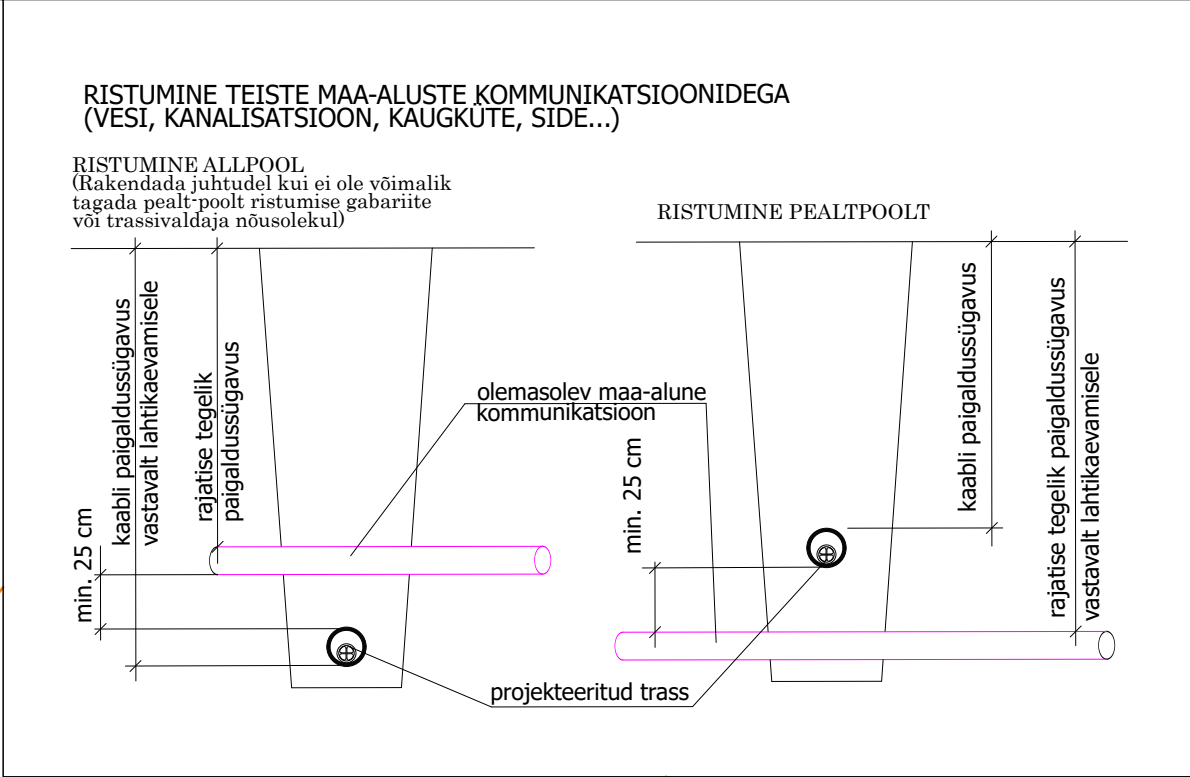 RISTUMINE TEISTE MAA-ALUSTE KOMMUNIKATSIOONIDEGA
(VESI, KANALISATSIOON, KAUGKÜTE, SIDE...)
RISTUMINE ALLPOOL
(Rakendada juhtudel kui ei ole võimalik
tagada pealt-poolt ristumise gabariite
või trassivaldaja nõusolekul)
RISTUMINE PEALTPOOLT
min. 25 cm
kaabli paigaldussügavus
vastavalt lahtikaevamisele
rajatise tegelik
paigaldussügavus
olemasolev maa-alune
kommunikatsioon
projekteeritud trass
min. 25 cm
kaabli paigaldussügavus
rajatise tegelik paigaldussügavus
vastavalt lahtikaevamisele